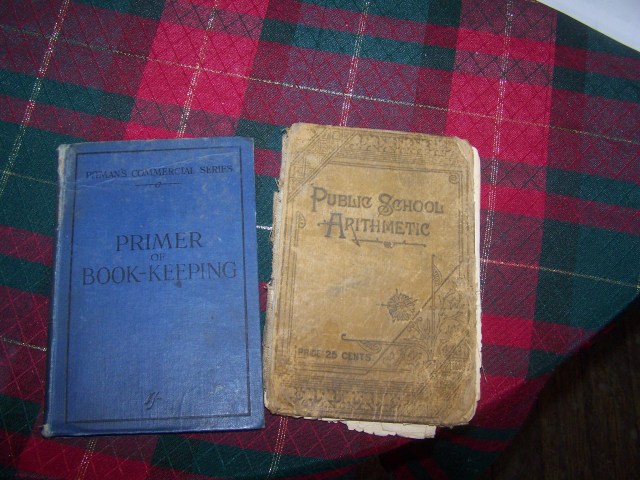 PITMAN'S COMMERCIAL SERIES
PRIMER
OF
BOOK-KEEPING
PUBLIC SCHOOL
ARITHMETIC
PRICE 25 CENTS